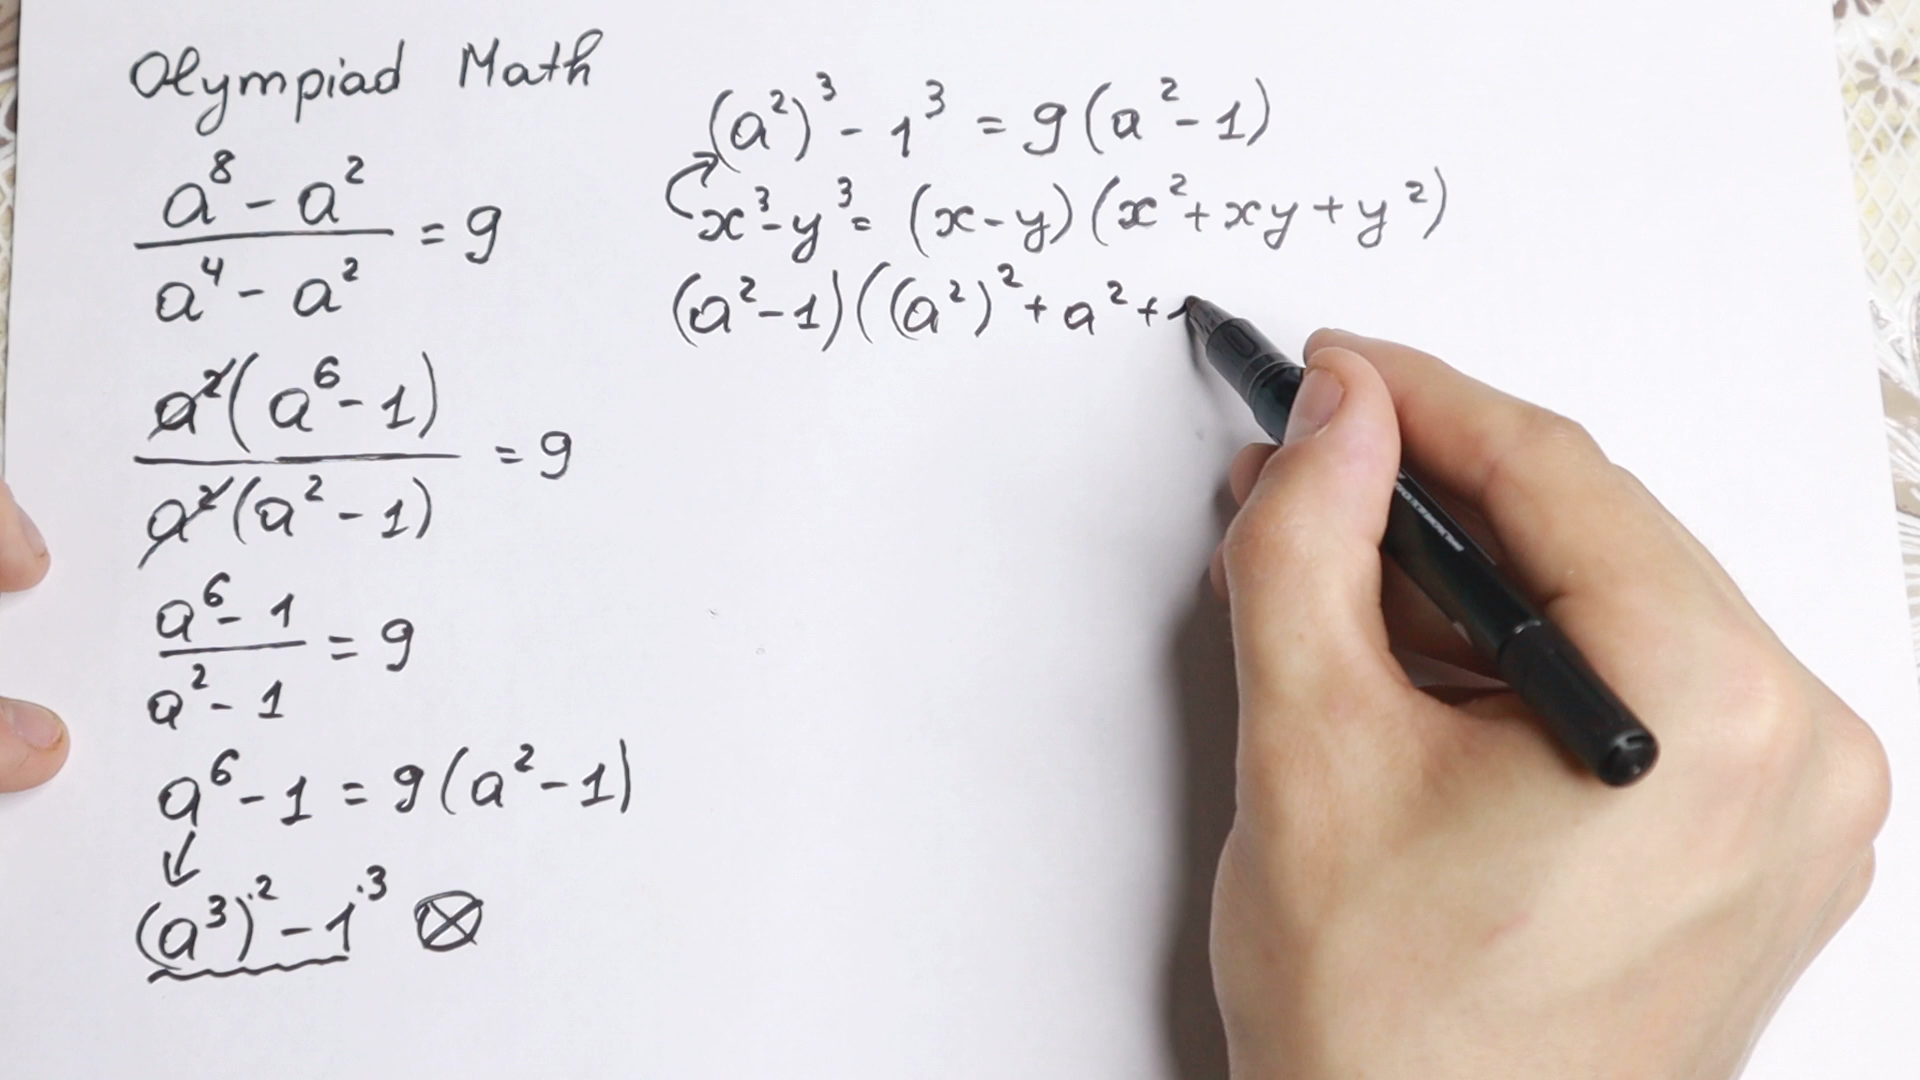 Olympiad Math
a⁸ - a² / a⁴ - a² = 9
a²(a⁶ - 1) / a²(a² - 1) = 9
a⁶ - 1 / a² - 1 = 9
a⁶ - 1 = 9(a² - 1)
↓
(a³)·² - 1·³ ⊗
(a²)³ - 1³ = 9(a² - 1)
x³ - y³ = (x - y)(x² + xy + y²)
(a² - 1)((a²)² + a² +